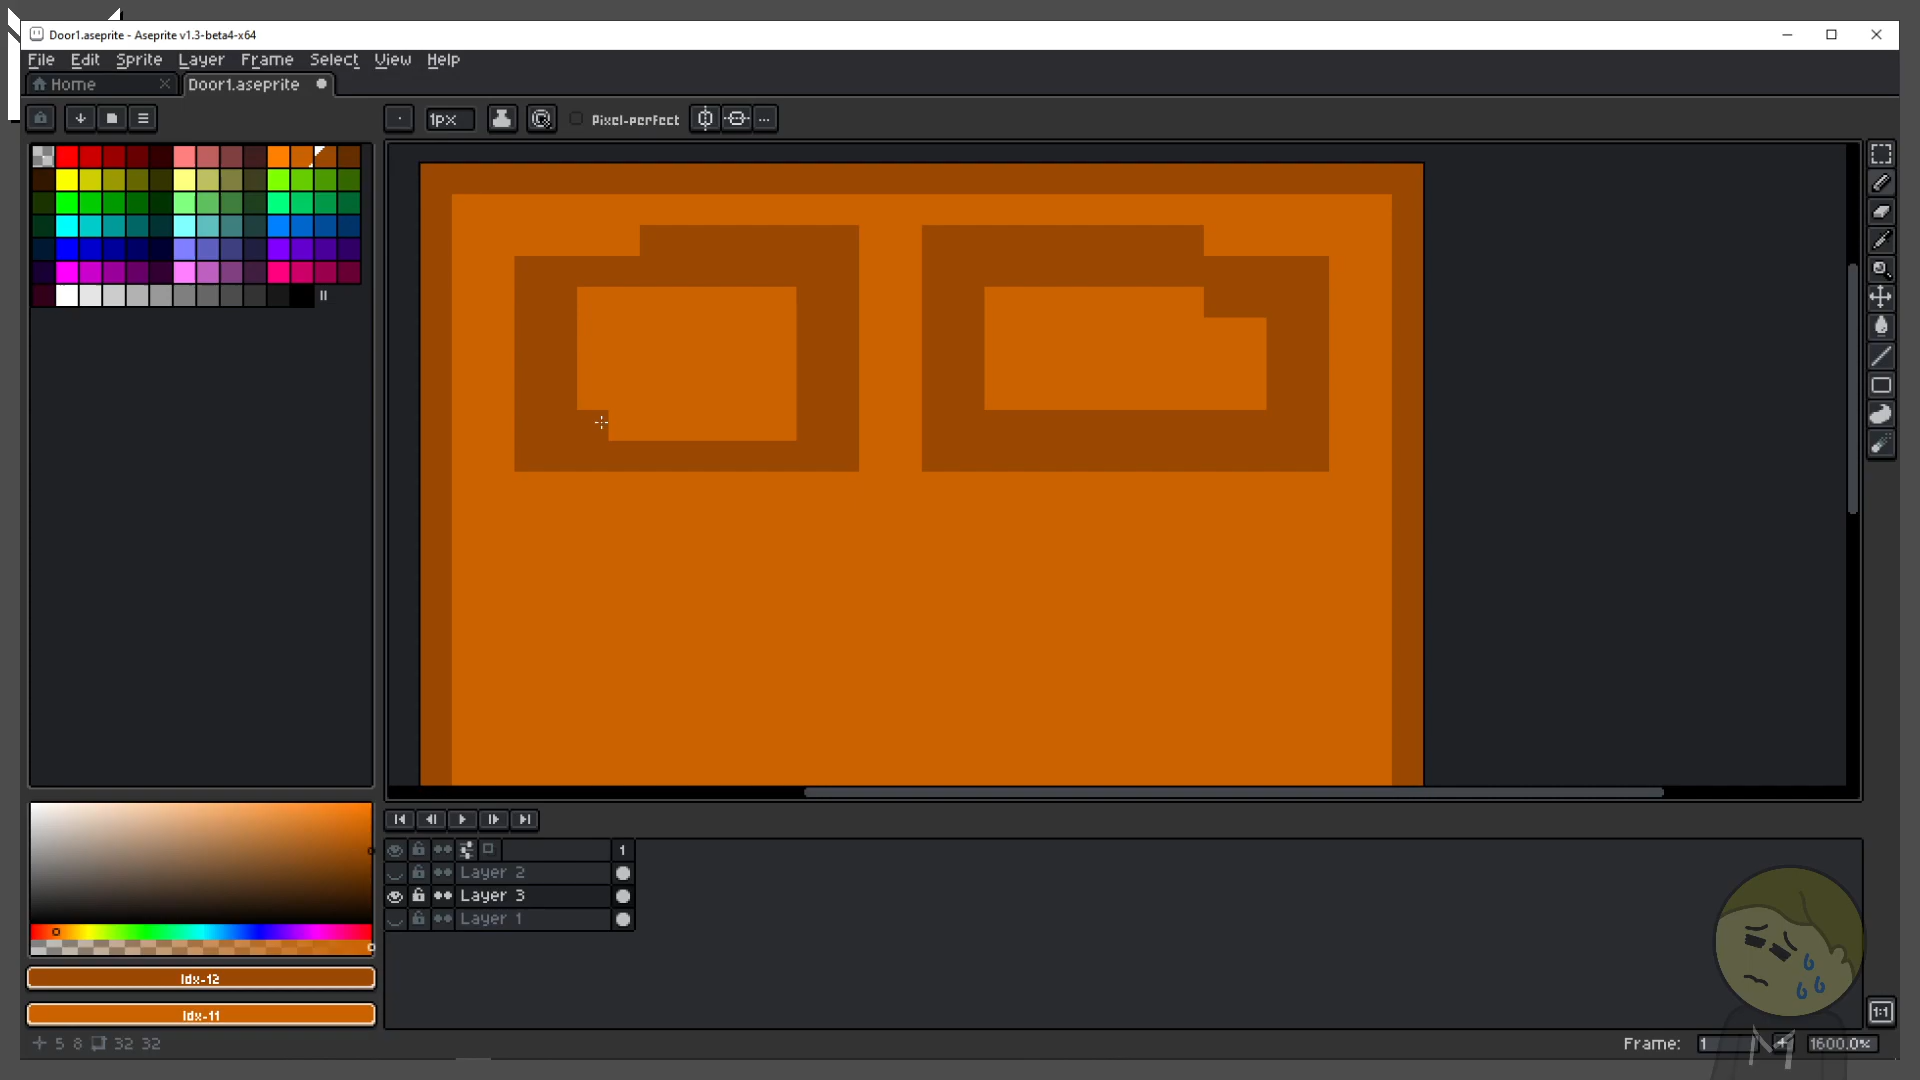 Door1.aseprite - Aseprite v1.3-beta4-x64
File Edit Sprite Layer Frame Select View Help
Home Door1.aseprite
1px Pixel-perfect ...
1
Layer 2
Layer 3
Layer 1
Idx-12
Idx-11
5 8 32 32
Frame: 1 1600.0%
1:1